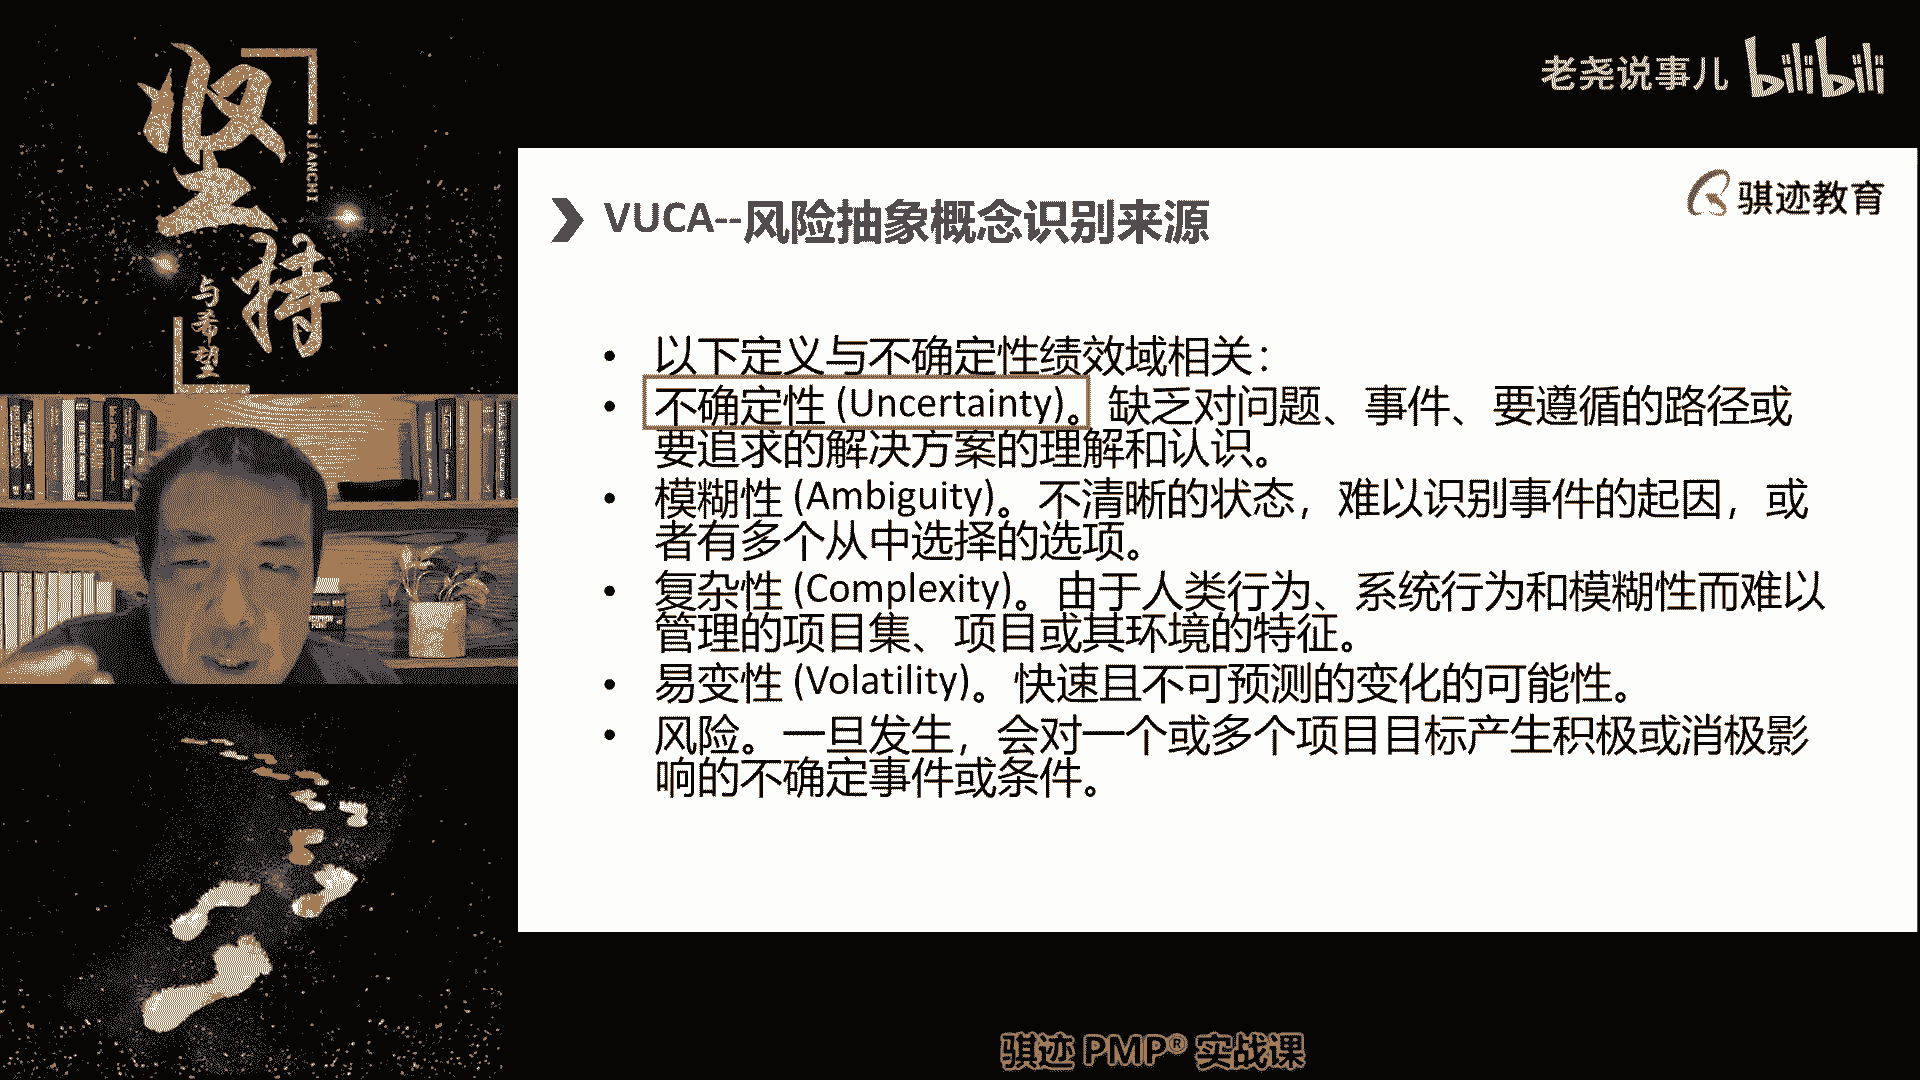 坚持
JIANCHI
与希望
老尧说事儿 bilibili
骐迹教育
VUCA--风险抽象概念识别来源
• 以下定义与不确定性绩效域相关：
• 不确定性 (Uncertainty)。缺乏对问题、事件、要遵循的路径或
要追求的解决方案的理解和认识。
• 模糊性 (Ambiguity)。不清晰的状态，难以识别事件的起因，或
者有多个从中选择的选项。
• 复杂性 (Complexity)。由于人类行为、系统行为和模糊性而难以
管理的项目集、项目或其环境的特征。
• 易变性 (Volatility)。快速且不可预测的变化的可能性。
• 风险。一旦发生，会对一个或多个项目目标产生积极或消极影
响的不确定事件或条件。
骐迹 PMP® 实战课